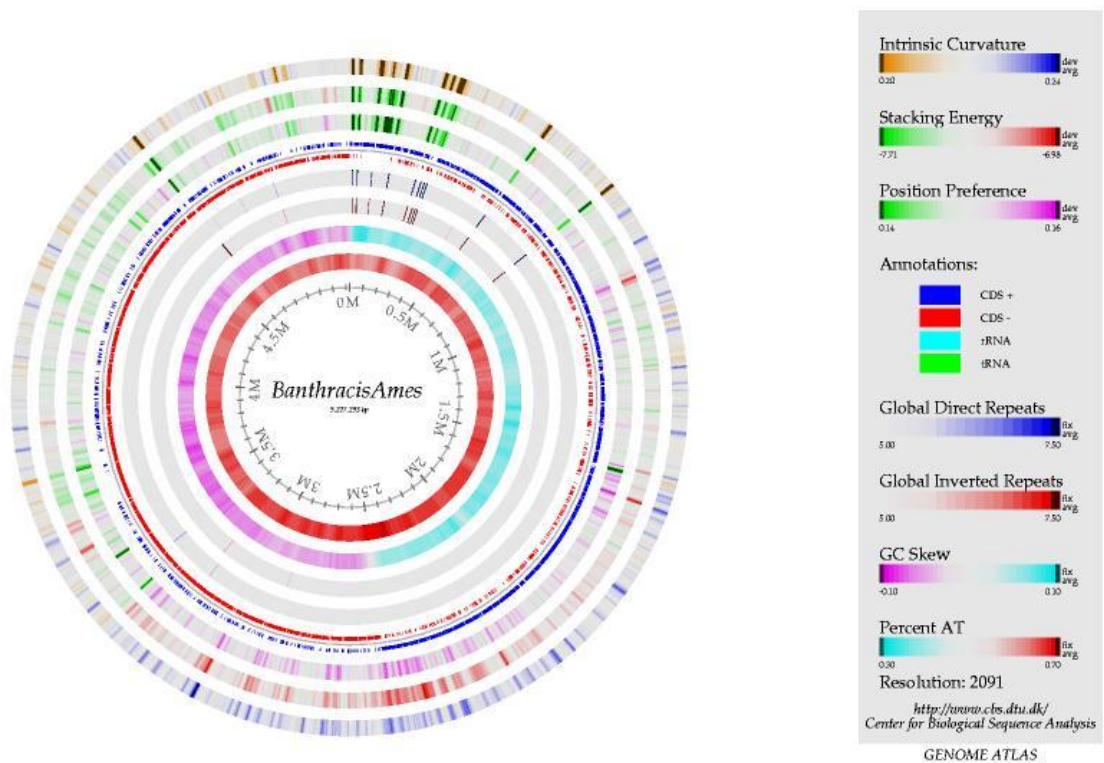 0M
0.5M
1M
1.5M
2M
2.5M
3M
3.5M
4M
4.5M
BanthracisAmes
5,227,293 bp
Intrinsic Curvature
dev
avg
0.20 0.24
Stacking Energy
dev
avg
-7.71 -6.98
Position Preference
dev
avg
0.14 0.16
Annotations:
CDS +
CDS -
rRNA
tRNA
Global Direct Repeats
fix
avg
5.00 7.50
Global Inverted Repeats
fix
avg
5.00 7.50
GC Skew
fix
avg
-0.10 0.10
Percent AT
fix
avg
0.30 0.70
Resolution: 2091
http://www.cbs.dtu.dk/
Center for Biological Sequence Analysis
GENOME ATLAS